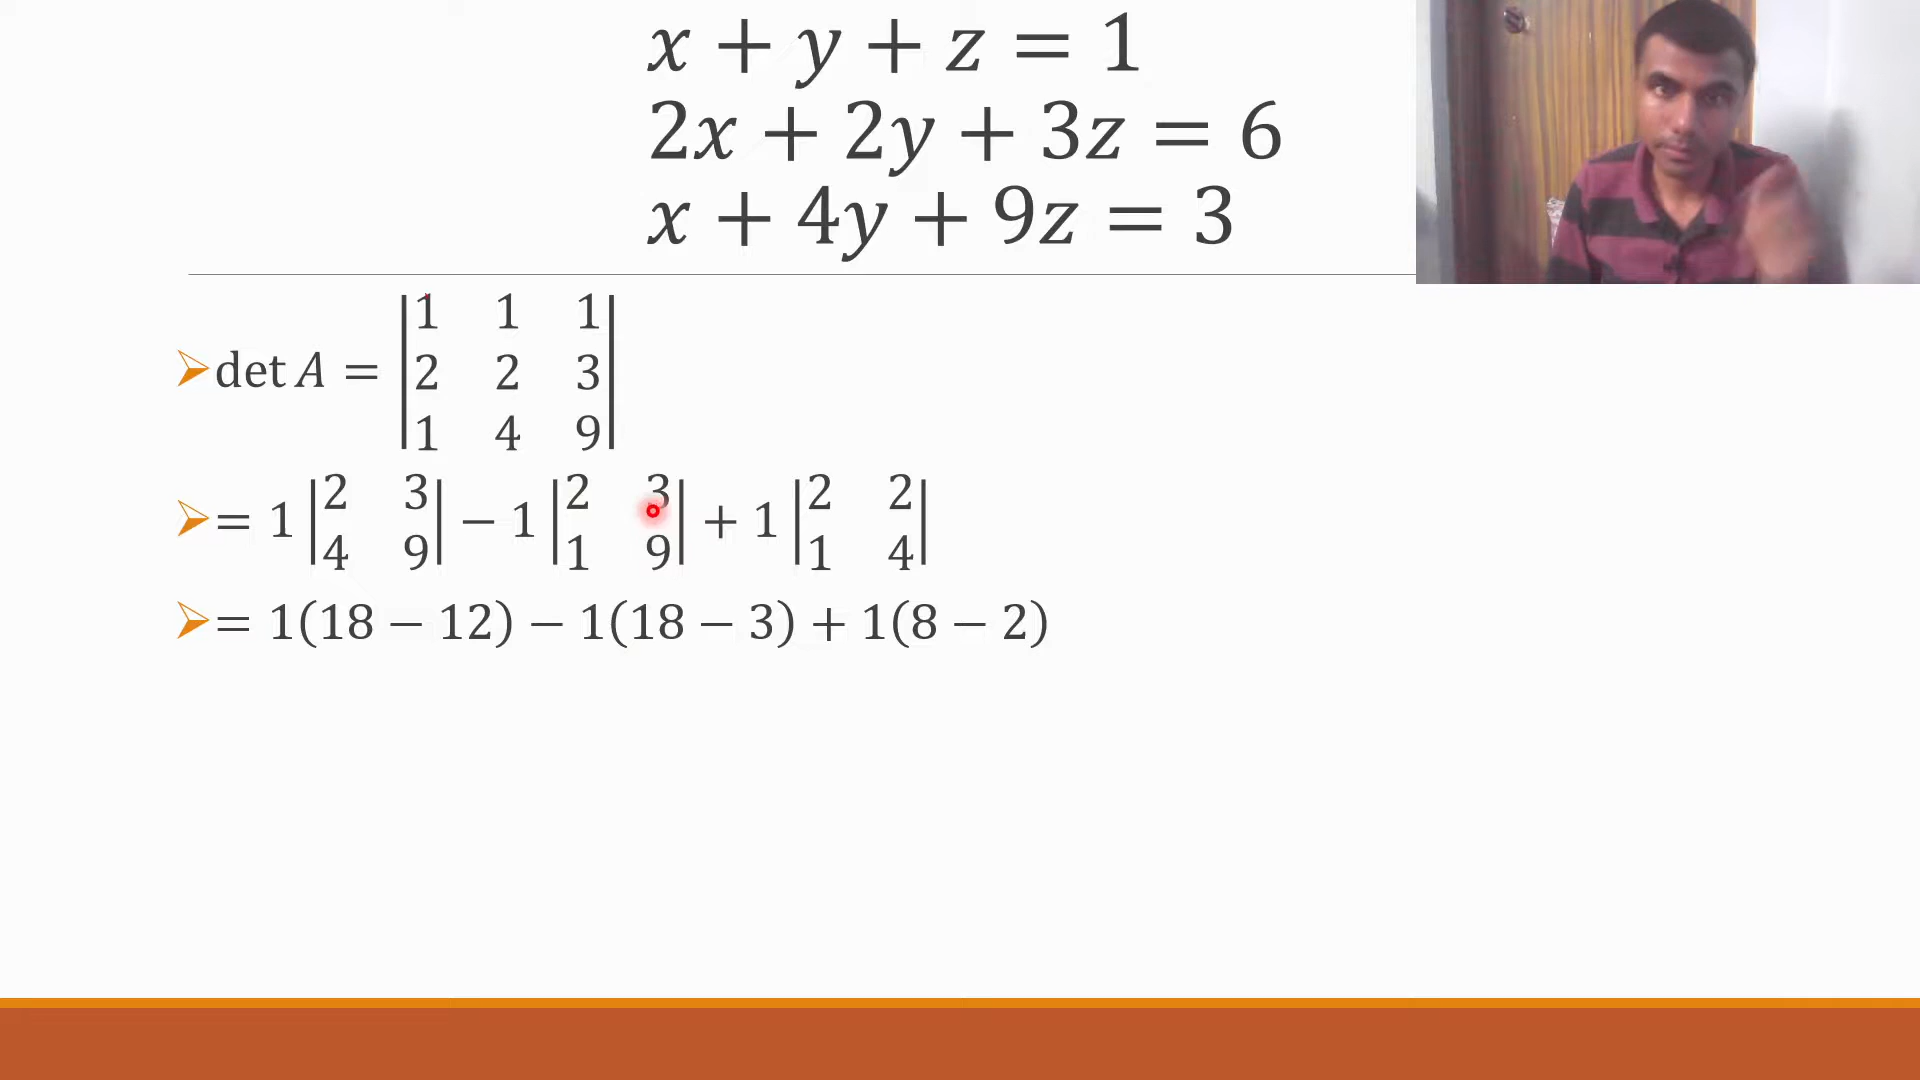 x + y + z = 1
2x + 2y + 3z = 6
x + 4y + 9z = 3
det A = |1 1 1|
|2 2 3|
|1 4 9|
= 1 |2 3| − 1 |2 3| + 1 |2 2|
|4 9| |1 9| |1 4|
= 1(18 − 12) − 1(18 − 3) + 1(8 − 2)